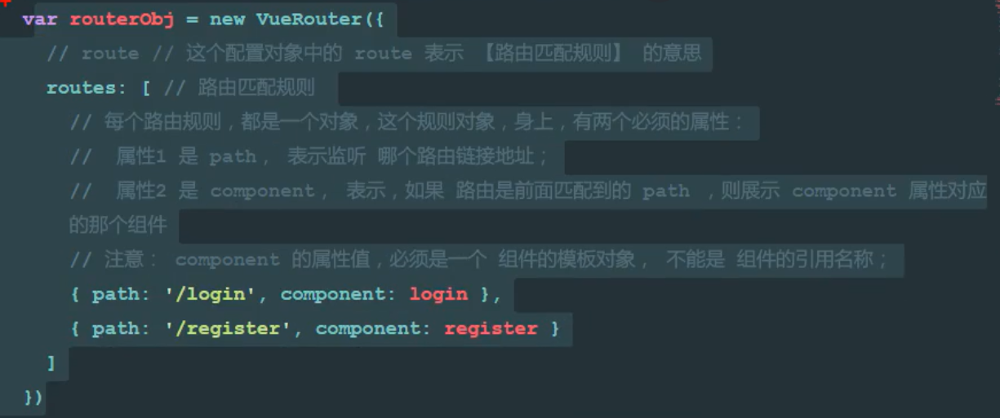 var routerObj = new VueRouter({
// route // 这个配置对象中的 route 表示 【路由匹配规则】 的意思
routes: [ // 路由匹配规则
// 每个路由规则，都是一个对象，这个规则对象，身上，有两个必须的属性：
// 属性1 是 path， 表示监听 哪个路由链接地址；
// 属性2 是 component， 表示，如果 路由是前面匹配到的 path ，则展示 component 属性对应
的那个组件
// 注意： component 的属性值，必须是一个 组件的模板对象， 不能是 组件的引用名称；
{ path: '/login', component: login },
{ path: '/register', component: register }
]
})